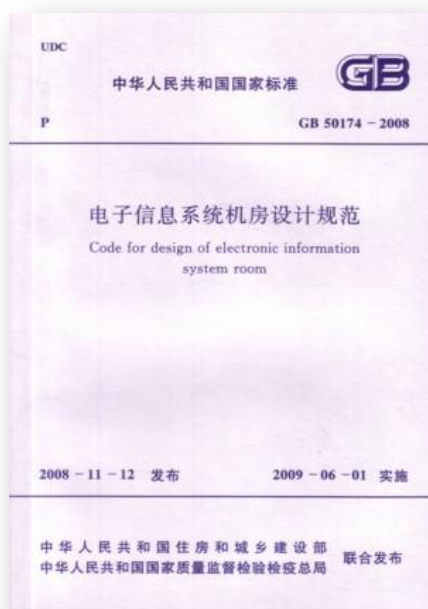 UDC
中华人民共和国国家标准
GB
P
GB 50174-2008
电子信息系统机房设计规范
Code for design of electronic information
system room
2008-11-12 发布
2009-06-01 实施
中华人民共和国住房和城乡建设部
中华人民共和国国家质量监督检验检疫总局
联合发布